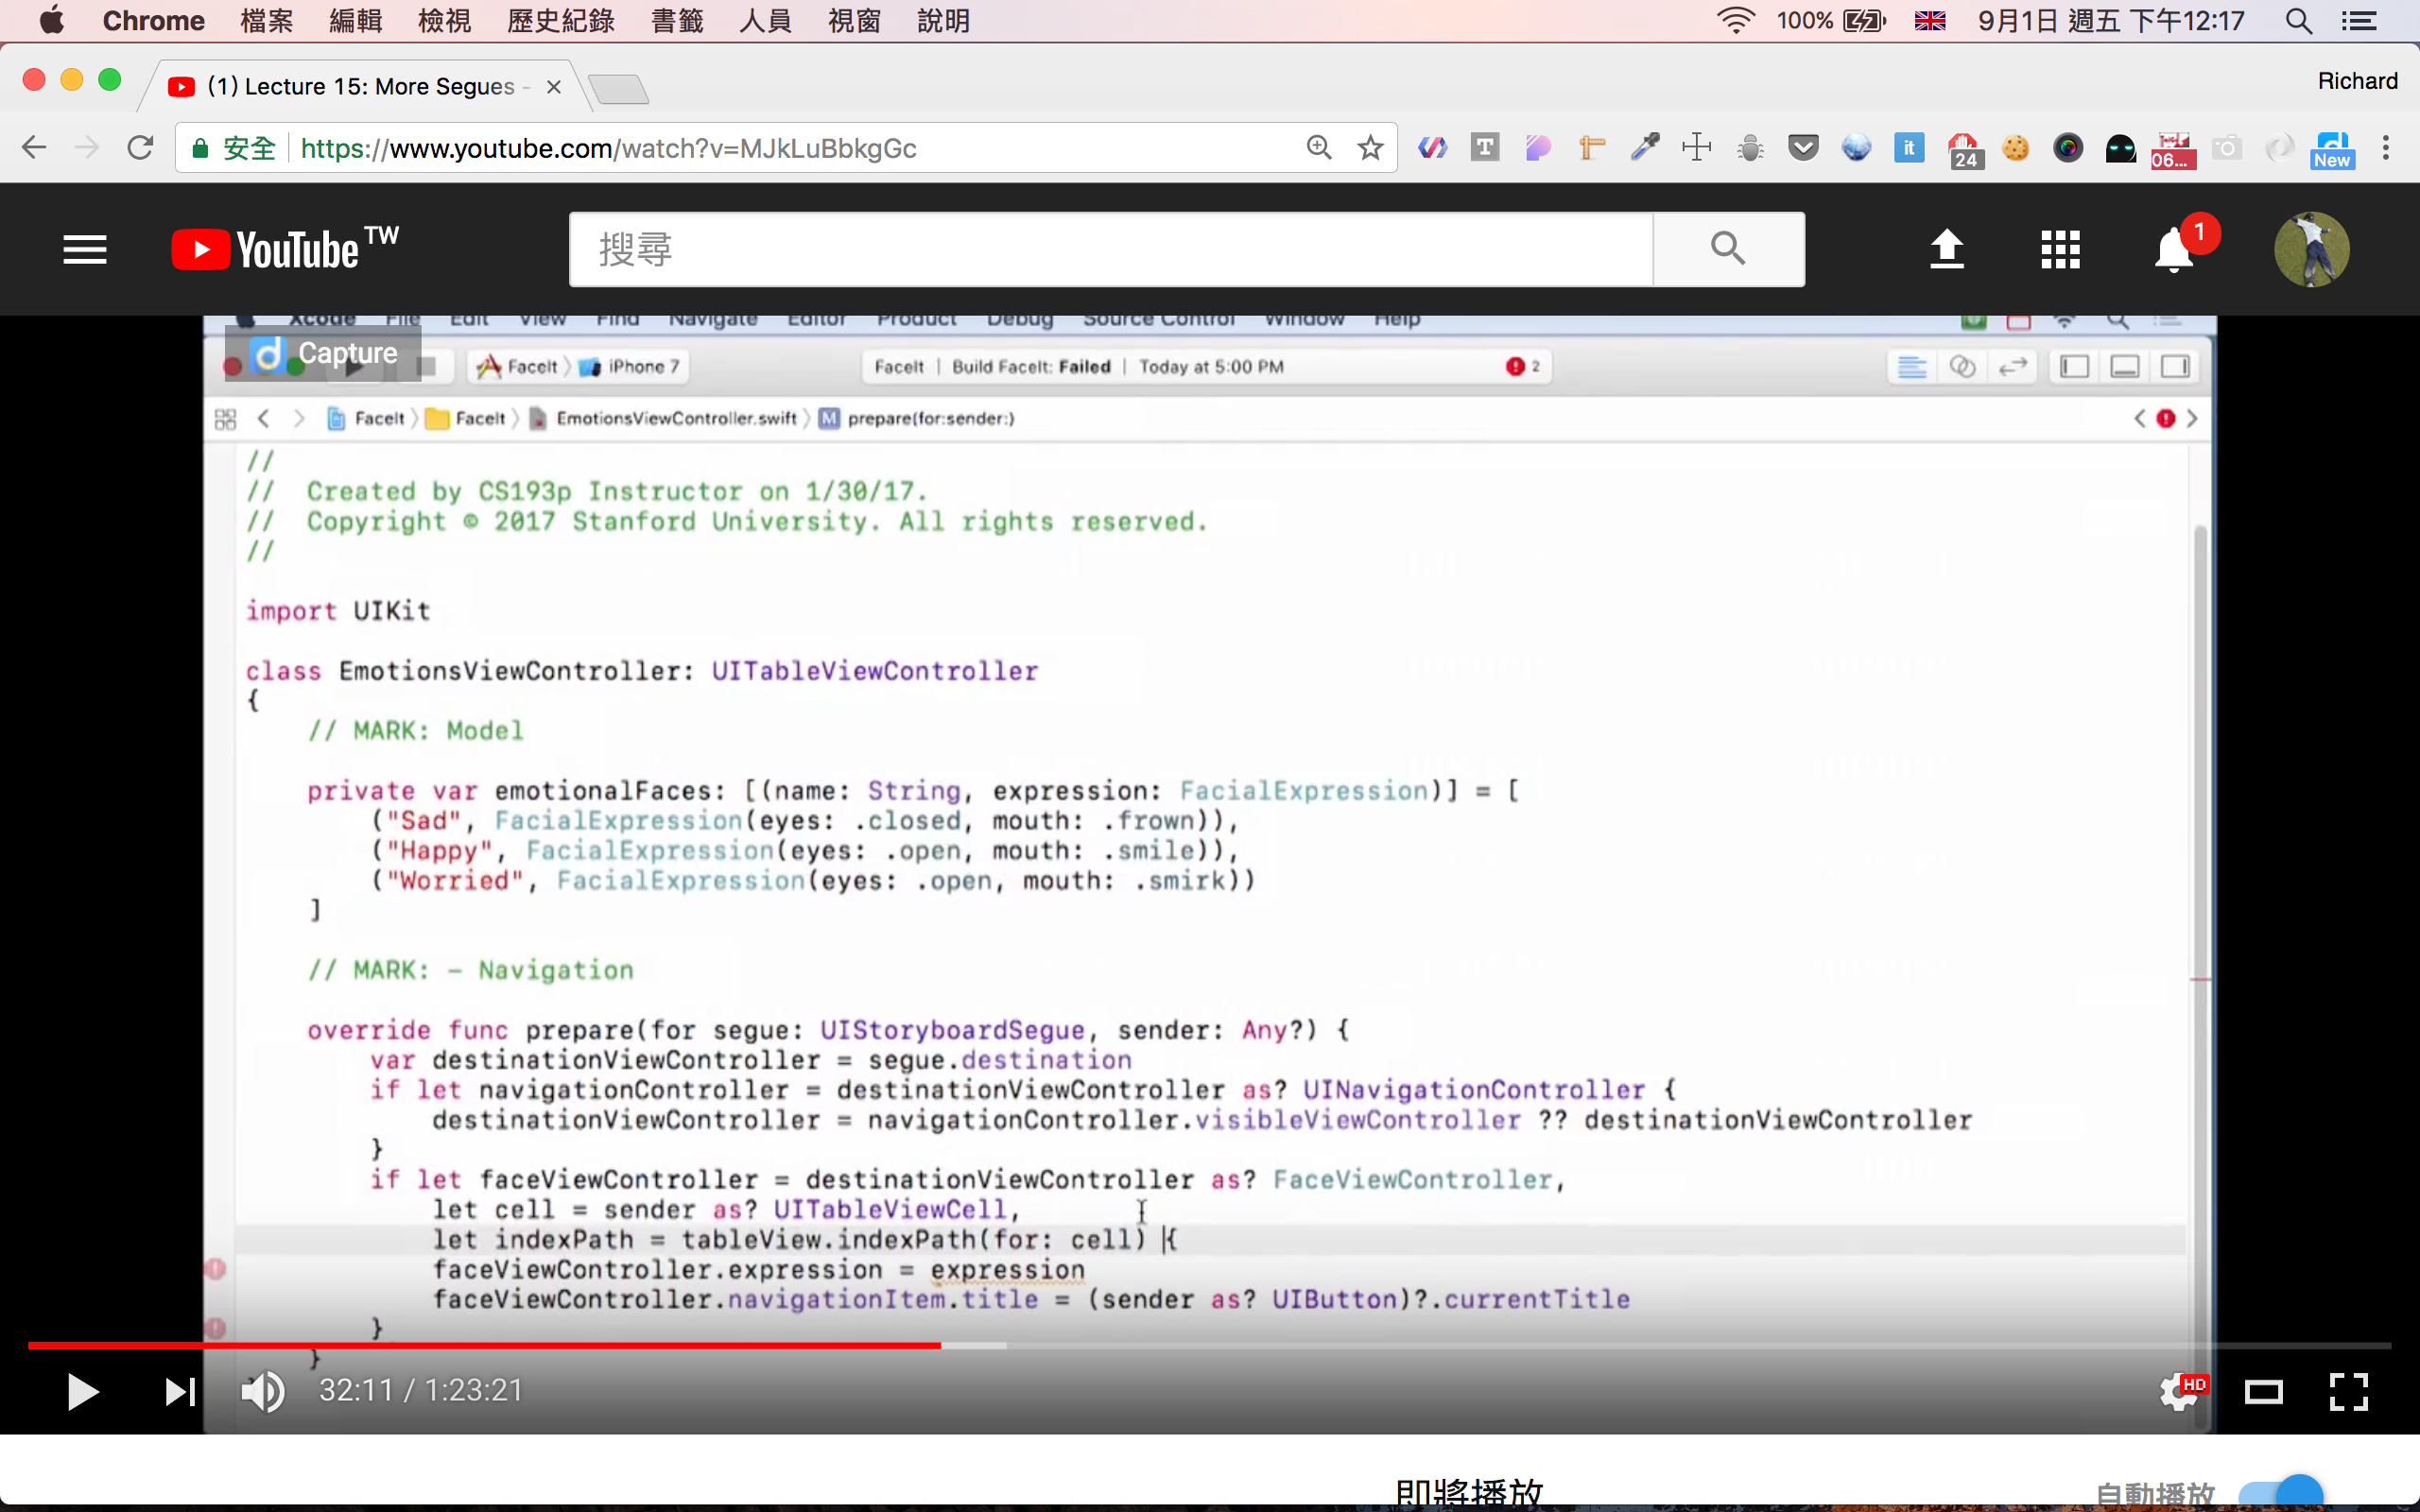 Chrome 檔案 編輯 檢視 歷史紀錄 書籤 人員 視窗 說明 100% 9月1日 週五 下午12:17
(1) Lecture 15: More Segues - Richard
安全 https://www.youtube.com/watch?v=MJkLuBbkgGc T it 24 06... New
YouTube TW 搜尋 1
Xcode File Edit View Find Navigate Editor Product Debug Source Control Window Help
Capture FaceIt iPhone 7 FaceIt | Build FaceIt: Failed | Today at 5:00 PM 2
FaceIt FaceIt EmotionsViewController.swift M prepare(for:sender:)
//
// Created by CS193p Instructor on 1/30/17.
// Copyright © 2017 Stanford University. All rights reserved.
//
import UIKit
class EmotionsViewController: UITableViewController
{
// MARK: Model
private var emotionalFaces: [(name: String, expression: FacialExpression)] = [
("Sad", FacialExpression(eyes: .closed, mouth: .frown)),
("Happy", FacialExpression(eyes: .open, mouth: .smile)),
("Worried", FacialExpression(eyes: .open, mouth: .smirk))
]
// MARK: - Navigation
override func prepare(for segue: UIStoryboardSegue, sender: Any?) {
var destinationViewController = segue.destination
if let navigationController = destinationViewController as? UINavigationController {
destinationViewController = navigationController.visibleViewController ?? destinationViewController
}
if let faceViewController = destinationViewController as? FaceViewController,
let cell = sender as? UITableViewCell,
let indexPath = tableView.indexPath(for: cell) {
faceViewController.expression = expression
faceViewController.navigationItem.title = (sender as? UIButton)?.currentTitle
}
}
32:11 / 1:23:21 HD
即將播放 自動播放